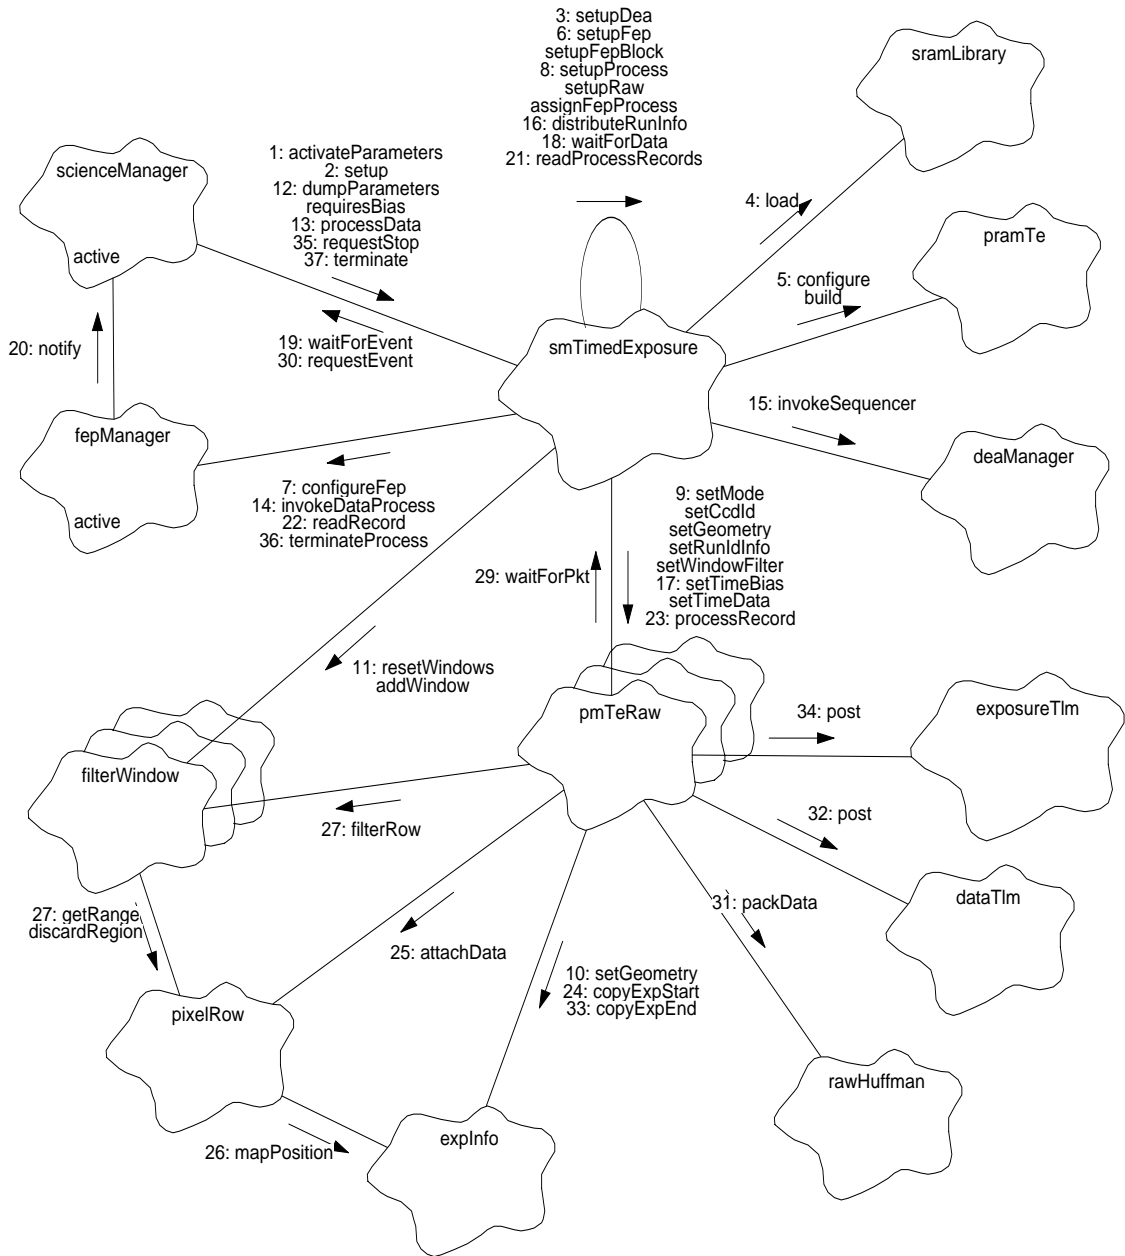 3: setupDea
6: setupFep
setupFepBlock
8: setupProcess
setupRaw
assignFepProcess
16: distributeRunInfo
18: waitForData
21: readProcessRecords
sramLibrary
scienceManager
active
1: activateParameters
2: setup
12: dumpParameters
requiresBias
13: processData
35: requestStop
37: terminate
4: load
pramTe
5: configure
build
19: waitForEvent
30: requestEvent
20: notify
smTimedExposure
15: invokeSequencer
fepManager
active
deaManager
7: configureFep
14: invokeDataProcess
22: readRecord
36: terminateProcess
9: setMode
setCcdId
setGeometry
setRunIdInfo
setWindowFilter
17: setTimeBias
setTimeData
23: processRecord
29: waitForPkt
11: resetWindows
addWindow
pmTeRaw
34: post
exposureTlm
filterWindow
27: filterRow
32: post
31: packData
dataTlm
27: getRange
discardRegion
25: attachData
10: setGeometry
24: copyExpStart
33: copyExpEnd
pixelRow
rawHuffman
26: mapPosition
expInfo